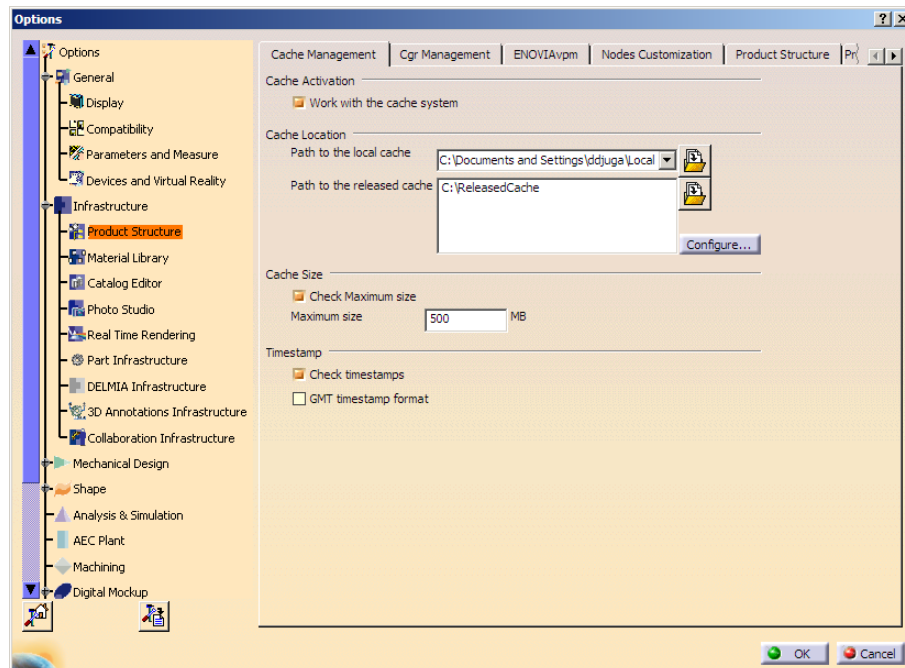 Options
Options
General
Display
Compatibility
Parameters and Measure
Devices and Virtual Reality
Infrastructure
Product Structure
Material Library
Catalog Editor
Photo Studio
Real Time Rendering
Part Infrastructure
DELMIA Infrastructure
3D Annotations Infrastructure
Collaboration Infrastructure
Mechanical Design
Shape
Analysis & Simulation
AEC Plant
Machining
Digital Mockup
Cache Management Cgr Management ENOVIAvpm Nodes Customization Product Structure
Cache Activation
Work with the cache system
Cache Location
Path to the local cache C:\Documents and Settings\ddjuga\Local
Path to the released cache C:\ReleasedCache
Configure...
Cache Size
Check Maximum size
Maximum size 500 MB
Timestamp
Check timestamps
GMT timestamp format
OK Cancel